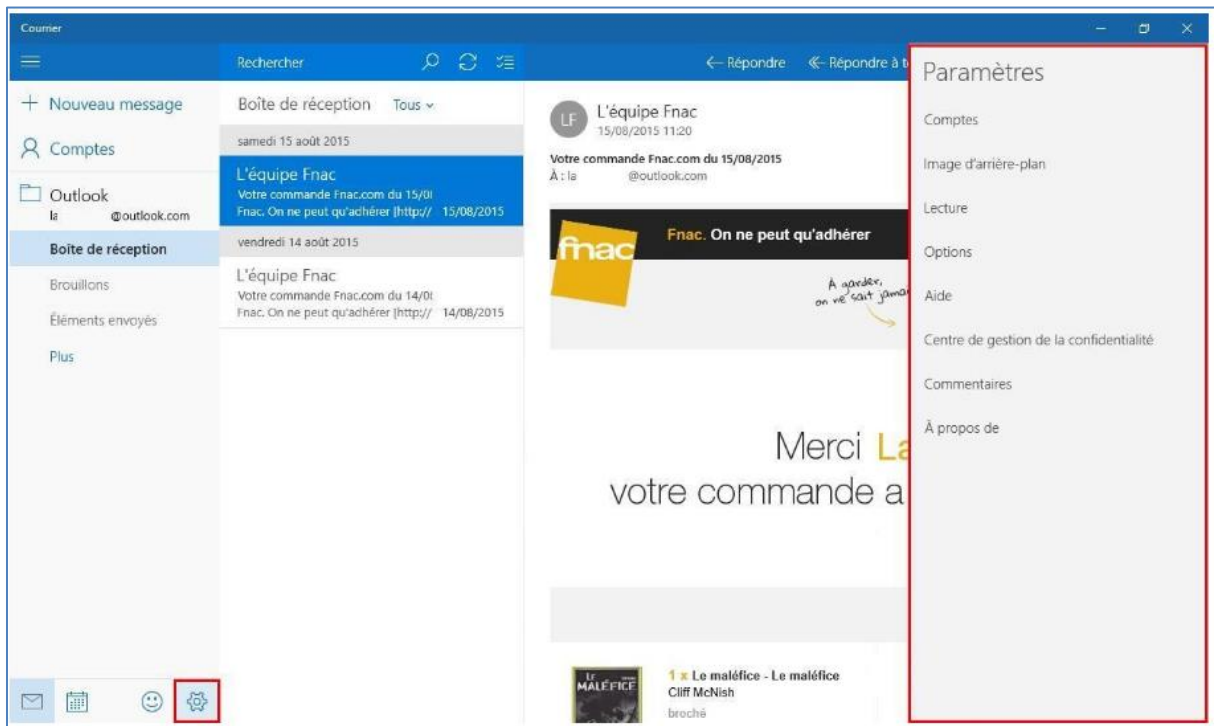 Courrier
Rechercher
← Répondre
Répondre à t
+ Nouveau message
Comptes
Outlook
la @outlook.com
Boîte de réception
Brouillons
Éléments envoyés
Plus
Boîte de réception Tous
samedi 15 août 2015
L'équipe Fnac
Votre commande Fnac.com du 15/0
Fnac. On ne peut qu'adhérer [http:// 15/08/2015
vendredi 14 août 2015
L'équipe Fnac
Votre commande Fnac.com du 14/0
Fnac. On ne peut qu'adhérer [http:// 14/08/2015
LF
L'équipe Fnac
15/08/2015 11:20
Votre commande Fnac.com du 15/08/2015
À : la @outlook.com
fnac
Fnac. On ne peut qu'adhérer
À garder,
on ne sait jamai
Merci La
votre commande a
LE
MALÉFICE
1 x Le maléfice - Le maléfice
Cliff McNish
broché
Paramètres
Comptes
Image d'arrière-plan
Lecture
Options
Aide
Centre de gestion de la confidentialité
Commentaires
À propos de